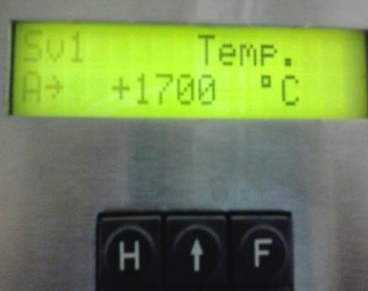 Sv1 Temp.
A→ +1700 °C
H ↑ F